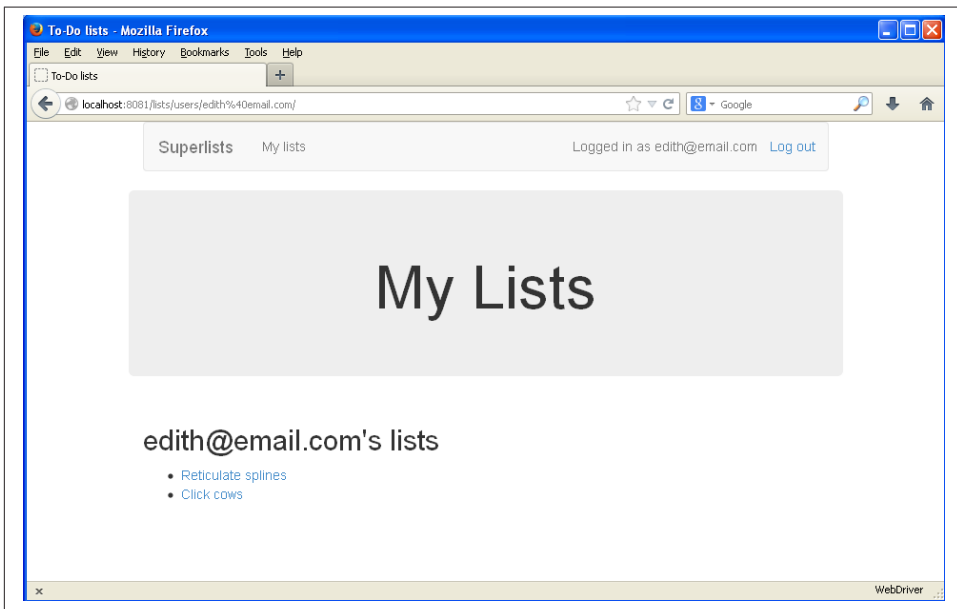 To-Do lists - Mozilla Firefox
File Edit View History Bookmarks Tools Help
To-Do lists +
localhost:8081/lists/users/edith%40email.com/ 8 Google
Superlists My lists Logged in as edith@email.com Log out
My Lists
edith@email.com's lists
• Reticulate splines
• Click cows
× WebDriver